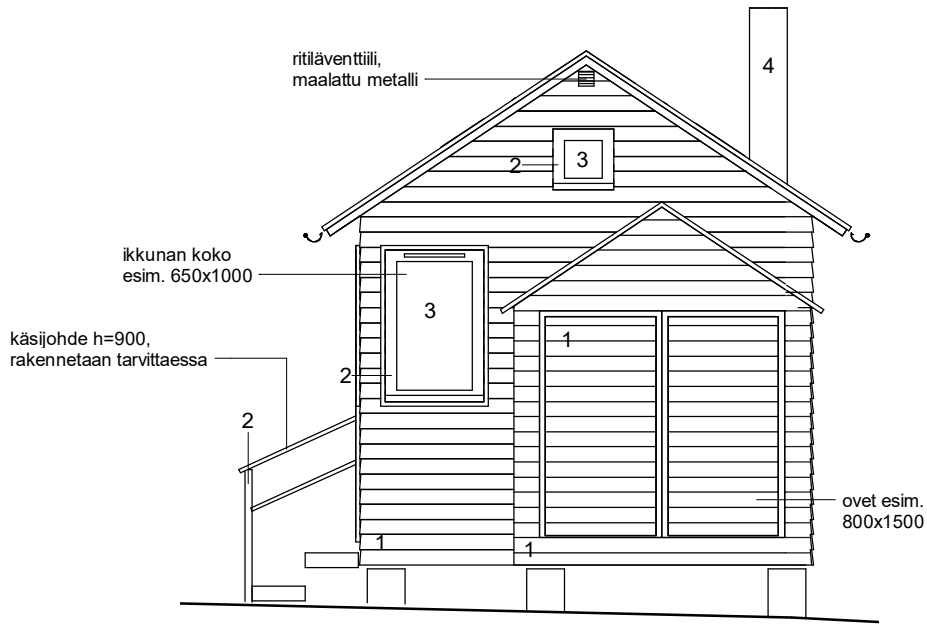 ritiläventtiili,
maalattu metalli
4
2
3
ikkunan koko
esim. 650x1000
3
1
käsijohde h=900,
rakennetaan tarvittaessa
2
2
ovet esim.
800x1500
1
1